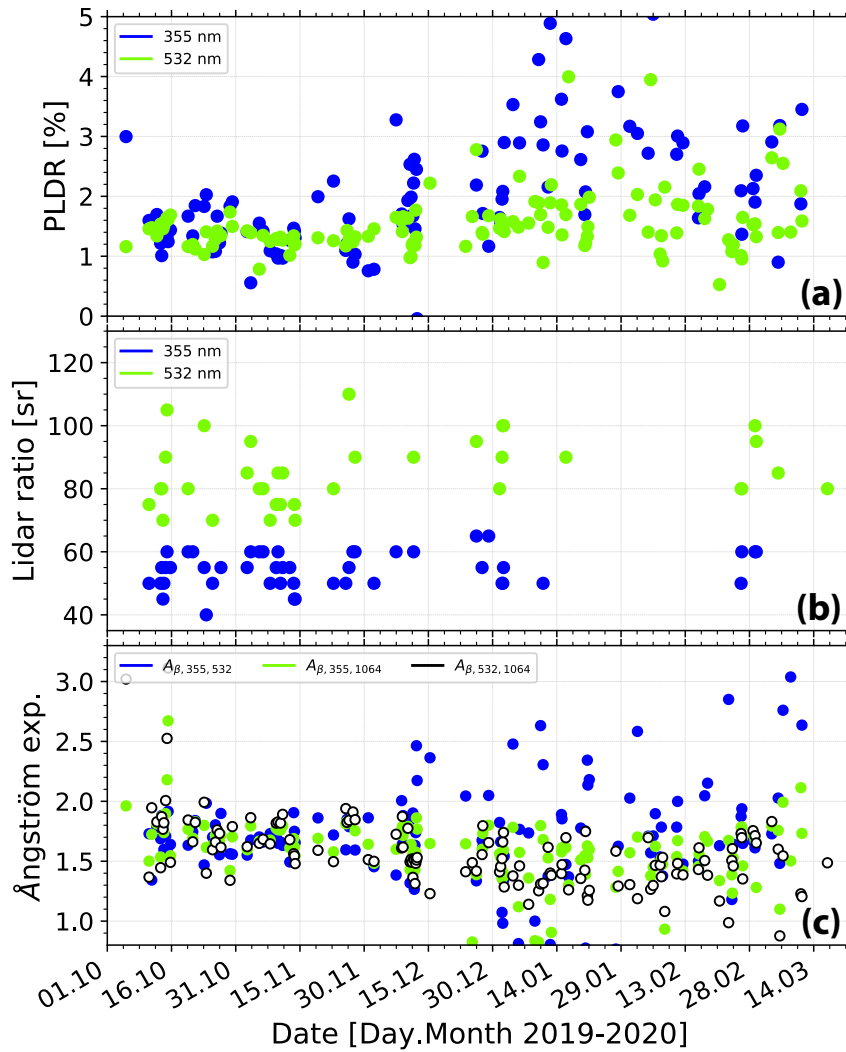 5
4
3
2
1
0
PLDR [%]
355 nm
532 nm
(a)
120
100
80
60
40
Lidar ratio [sr]
355 nm
532 nm
(b)
3.0
2.5
2.0
1.5
1.0
Ångström exp.
Aβ,355,532 Aβ,355,1064 Aβ,532,1064
(c)
01.10 16.10 31.10 15.11 30.11 15.12 30.12 14.01 29.01 13.02 28.02 14.03
Date [Day.Month 2019-2020]